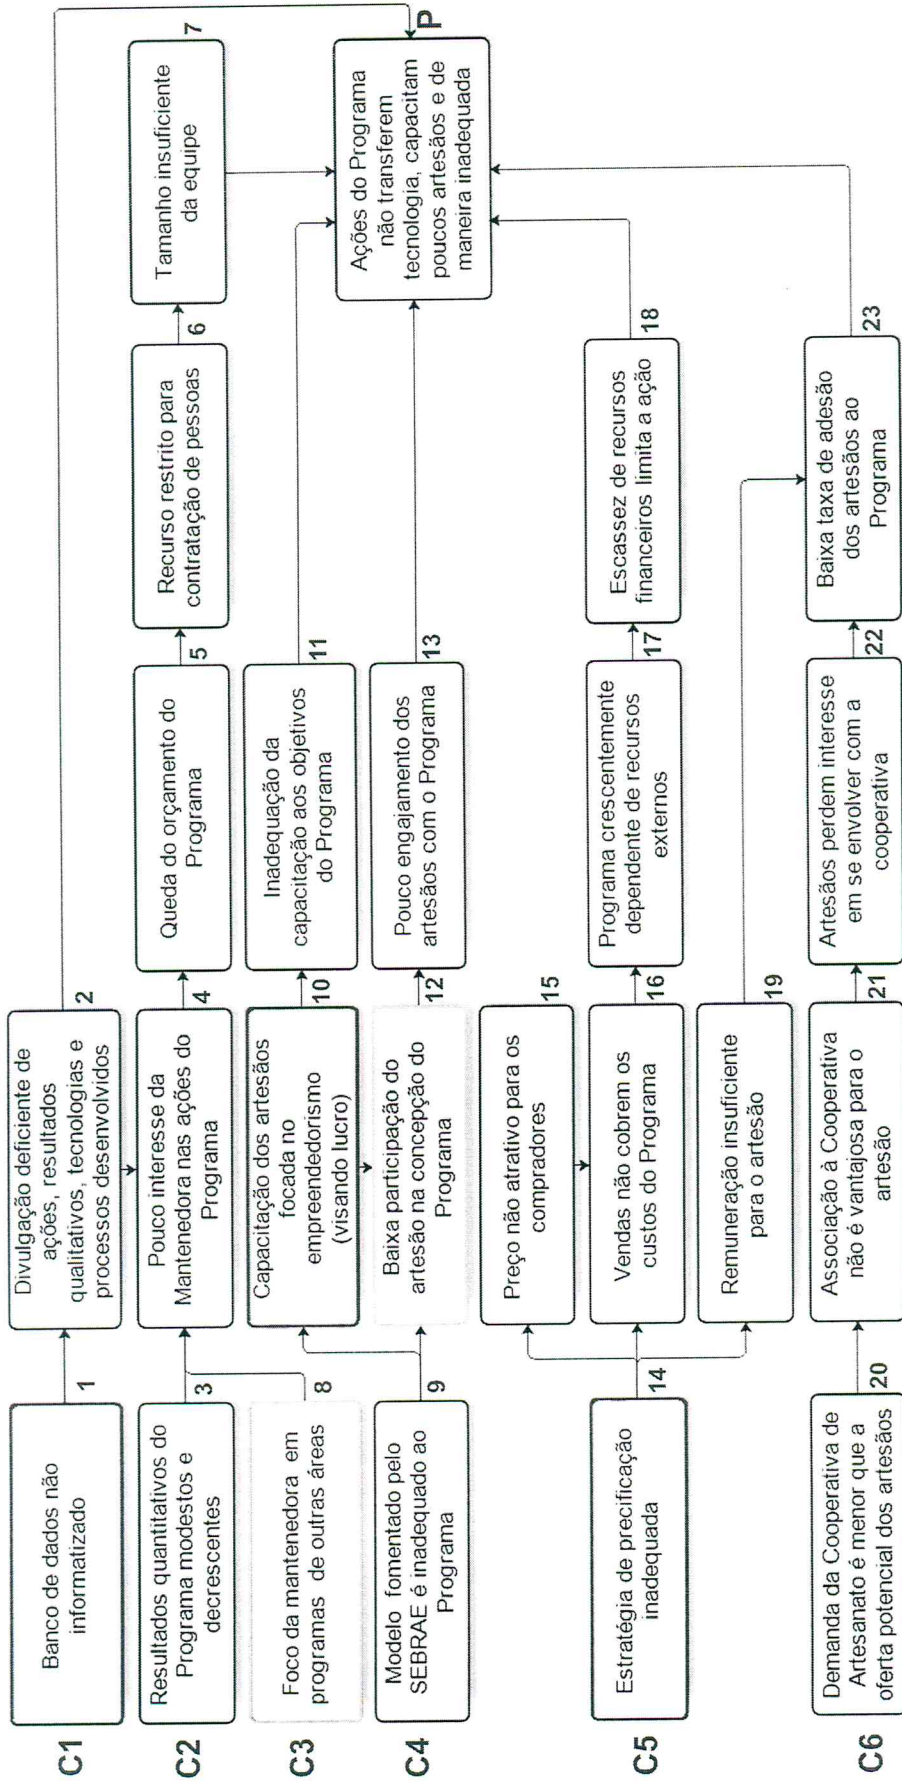 C1
Banco de dados não
informatizado
1
Divulgação deficiente de
ações, resultados
qualitativos, tecnologias e
processos desenvolvidos
2
C2
Resultados quantitativos do
Programa modestos e
decrescentes
3
Pouco interesse da
Mantenedora nas ações do
Programa
4
Queda do orçamento do
Programa
5
Recurso restrito para
contratação de pessoas
6
Tamanho insuficiente
da equipe
7
C3
Foco da mantenedora em
programas de outras áreas
8
Capacitação dos artesãos
focada no
empreendedorismo
(visando lucro)
10
Inadequação da
capacitação aos objetivos
do Programa
11
C4
Modelo fomentado pelo
SEBRAE é inadequado ao
Programa
9
Baixa participação do
artesão na concepção do
Programa
12
Pouco engajamento dos
artesãos com o Programa
13
P
Ações do Programa
não transferem
tecnologia, capacitam
poucos artesãos e de
maneira inadequada
C5
Estratégia de precificação
inadequada
14
Preço não atrativo para os
compradores
15
Vendas não cobrem os
custos do Programa
16
Programa crescentemente
dependente de recursos
externos
17
Escassez de recursos
financeiros limita a ação
18
Remuneração insuficiente
para o artesão
19
C6
Demanda da Cooperativa de
Artesanato é menor que a
oferta potencial dos artesãos
20
Associação à Cooperativa
não é vantajosa para o
artesão
21
Artesãos perdem interesse
em se envolver com a
cooperativa
22
Baixa taxa de adesão
dos artesãos ao
Programa
23